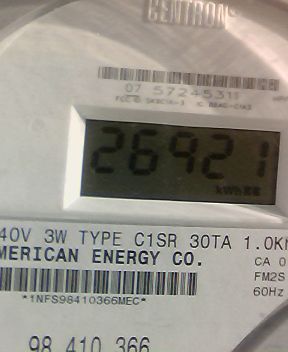 CENTRON
07 57245311
26921
kWh
40V 3W TYPE C1SR 30TA 1.0K
MERICAN ENERGY CO.
CA 0
FM2S
*1NFS98410366MEC*
60Hz
98 410 366